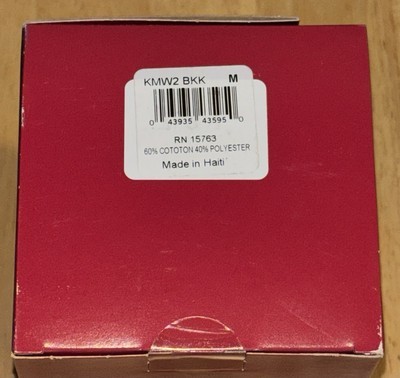 KMW2 BKK M
0 43935 43595 0
RN 15763
60% COTOTON 40% POLYESTER
Made in Haiti